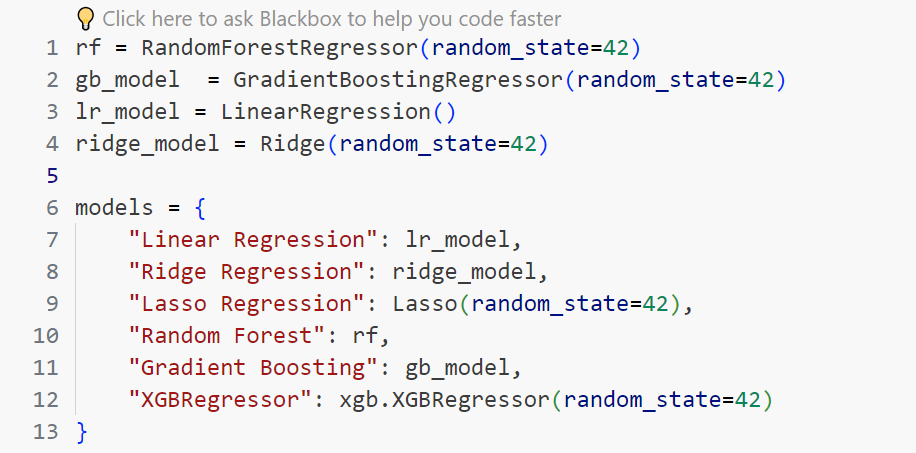 Click here to ask Blackbox to help you code faster
1 rf = RandomForestRegressor(random_state=42)
2 gb_model  = GradientBoostingRegressor(random_state=42)
3 lr_model = LinearRegression()
4 ridge_model = Ridge(random_state=42)
5
6 models = {
7     "Linear Regression": lr_model,
8     "Ridge Regression": ridge_model,
9     "Lasso Regression": Lasso(random_state=42),
10     "Random Forest": rf,
11     "Gradient Boosting": gb_model,
12     "XGBRegressor": xgb.XGBRegressor(random_state=42)
13 }